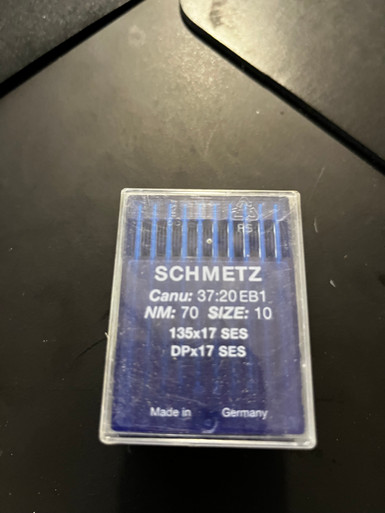 SCHMETZ
Canu: 37:20 EB1
NM: 70 SIZE: 10
135x17 SES
DPx17 SES
Made in Germany